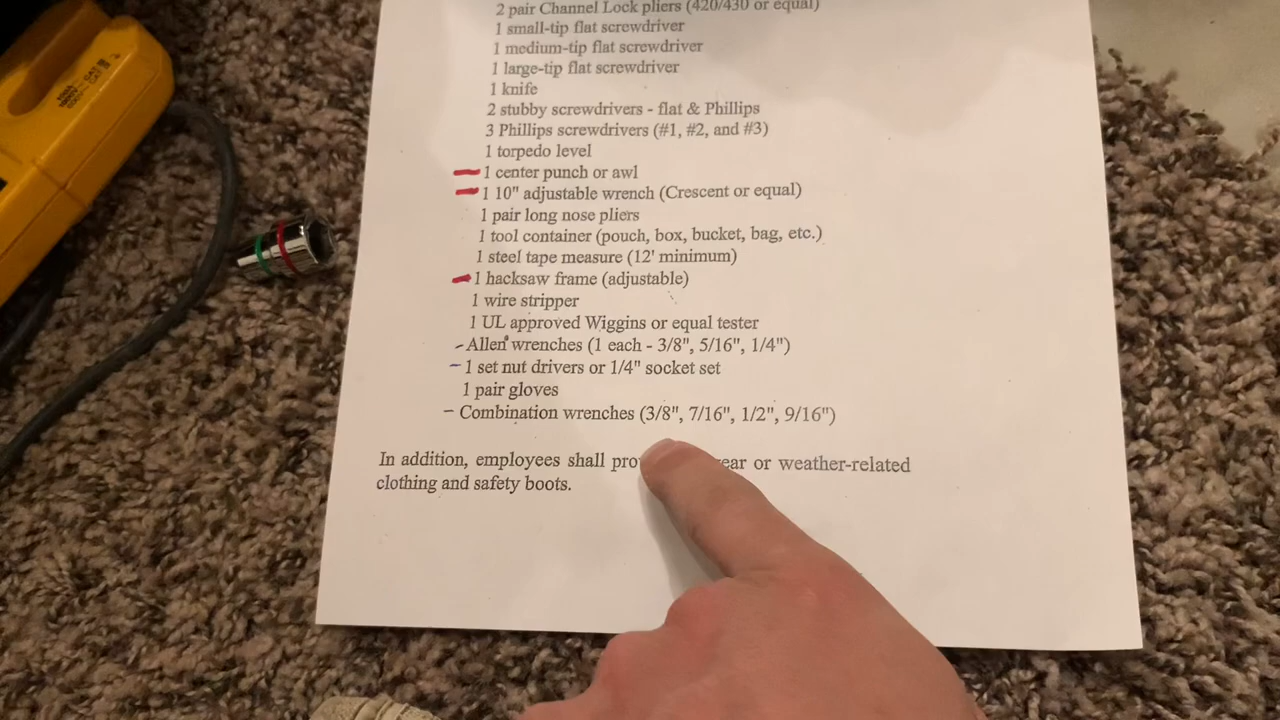 2 pair Channel Lock pliers (420/430 or equal)
1 small-tip flat screwdriver
1 medium-tip flat screwdriver
1 large-tip flat screwdriver
1 knife
2 stubby screwdrivers - flat & Phillips
3 Phillips screwdrivers (#1, #2, and #3)
1 torpedo level
1 center punch or awl
1 10" adjustable wrench (Crescent or equal)
1 pair long nose pliers
1 tool container (pouch, box, bucket, bag, etc.)
1 steel tape measure (12' minimum)
1 hacksaw frame (adjustable)
1 wire stripper
1 UL approved Wiggins or equal tester
Allen wrenches (1 each - 3/8", 5/16", 1/4")
1 set nut drivers or 1/4" socket set
1 pair gloves
Combination wrenches (3/8", 7/16", 1/2", 9/16")
In addition, employees shall or weather-related
clothing and safety boots.